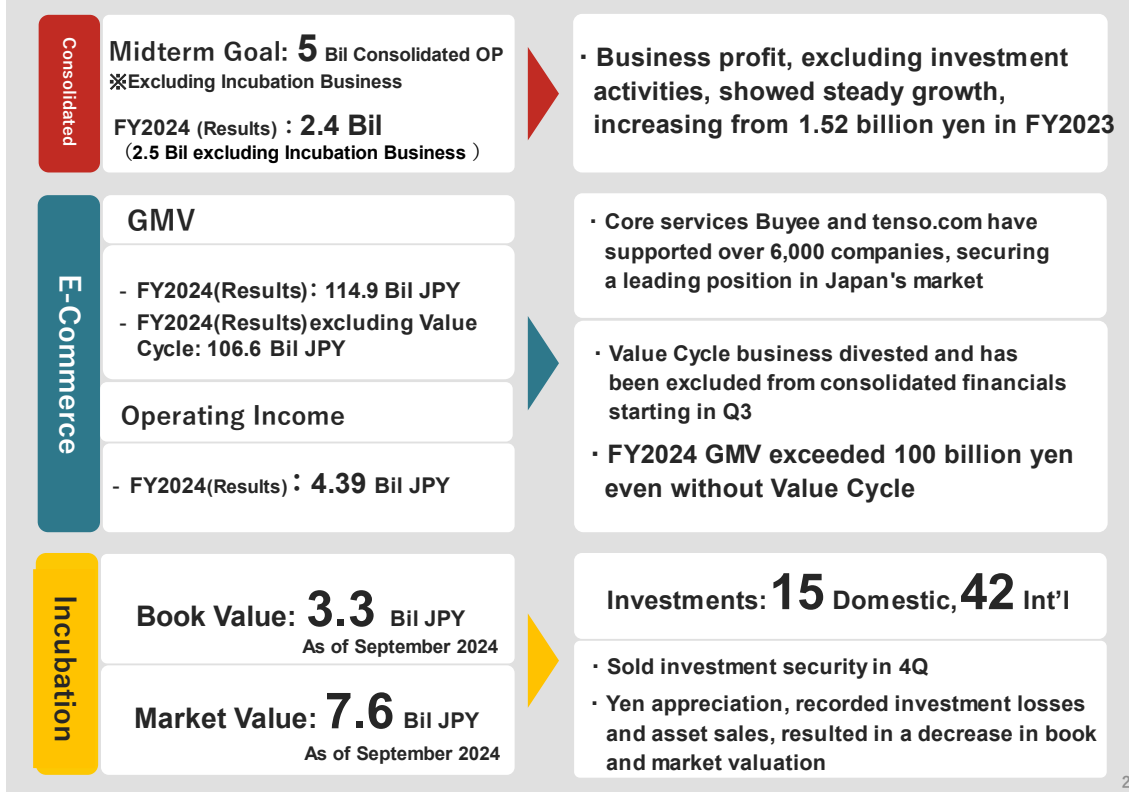 Consolidated
Midterm Goal: 5 Bil Consolidated OP
※Excluding Incubation Business
FY2024 (Results)：2.4 Bil
（2.5 Bil excluding Incubation Business ）
・Business profit, excluding investment
activities, showed steady growth,
increasing from 1.52 billion yen in FY2023
E-Commerce
GMV
- FY2024(Results)：114.9 Bil JPY
- FY2024(Results)excluding Value
Cycle: 106.6 Bil JPY
Operating Income
- FY2024(Results)：4.39 Bil JPY
・Core services Buyee and tenso.com have
supported over 6,000 companies, securing
a leading position in Japan's market
・Value Cycle business divested and has
been excluded from consolidated financials
starting in Q3
・FY2024 GMV exceeded 100 billion yen
even without Value Cycle
Incubation
Book Value: 3.3 Bil JPY
As of September 2024
Market Value: 7.6 Bil JPY
As of September 2024
Investments: 15 Domestic, 42 Int’l
・Sold investment security in 4Q
・Yen appreciation, recorded investment losses
and asset sales, resulted in a decrease in book
and market valuation
2